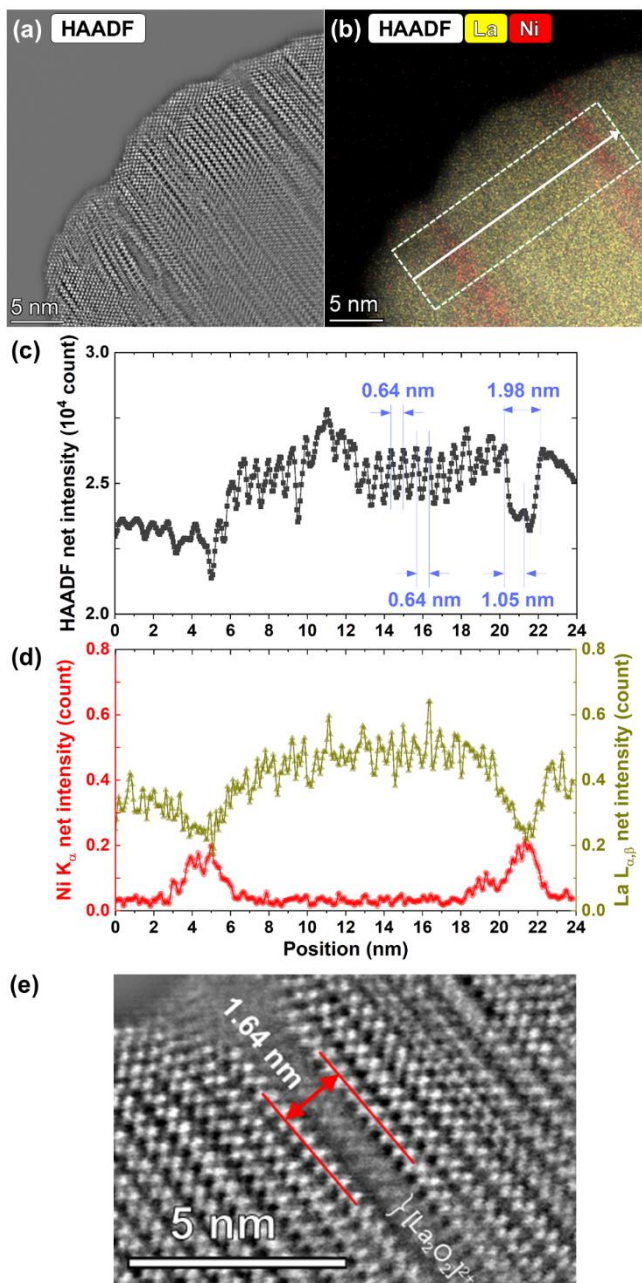 (a) HAADF
5 nm
(b) HAADF La Ni
5 nm
(c)
HAADF net intensity (10⁴ count)
3.0
2.5
2.0
0.64 nm
1.98 nm
0.64 nm
1.05 nm
0 2 4 6 8 10 12 14 16 18 20 22 24
(d)
Ni Kα net intensity (count)
0.8
0.6
0.4
0.2
0.0
La Lα,β net intensity (count)
0.8
0.6
0.4
0.2
0.0
0 2 4 6 8 10 12 14 16 18 20 22 24
Position (nm)
(e)
1.64 nm
}[La₂O₂]²⁺
5 nm